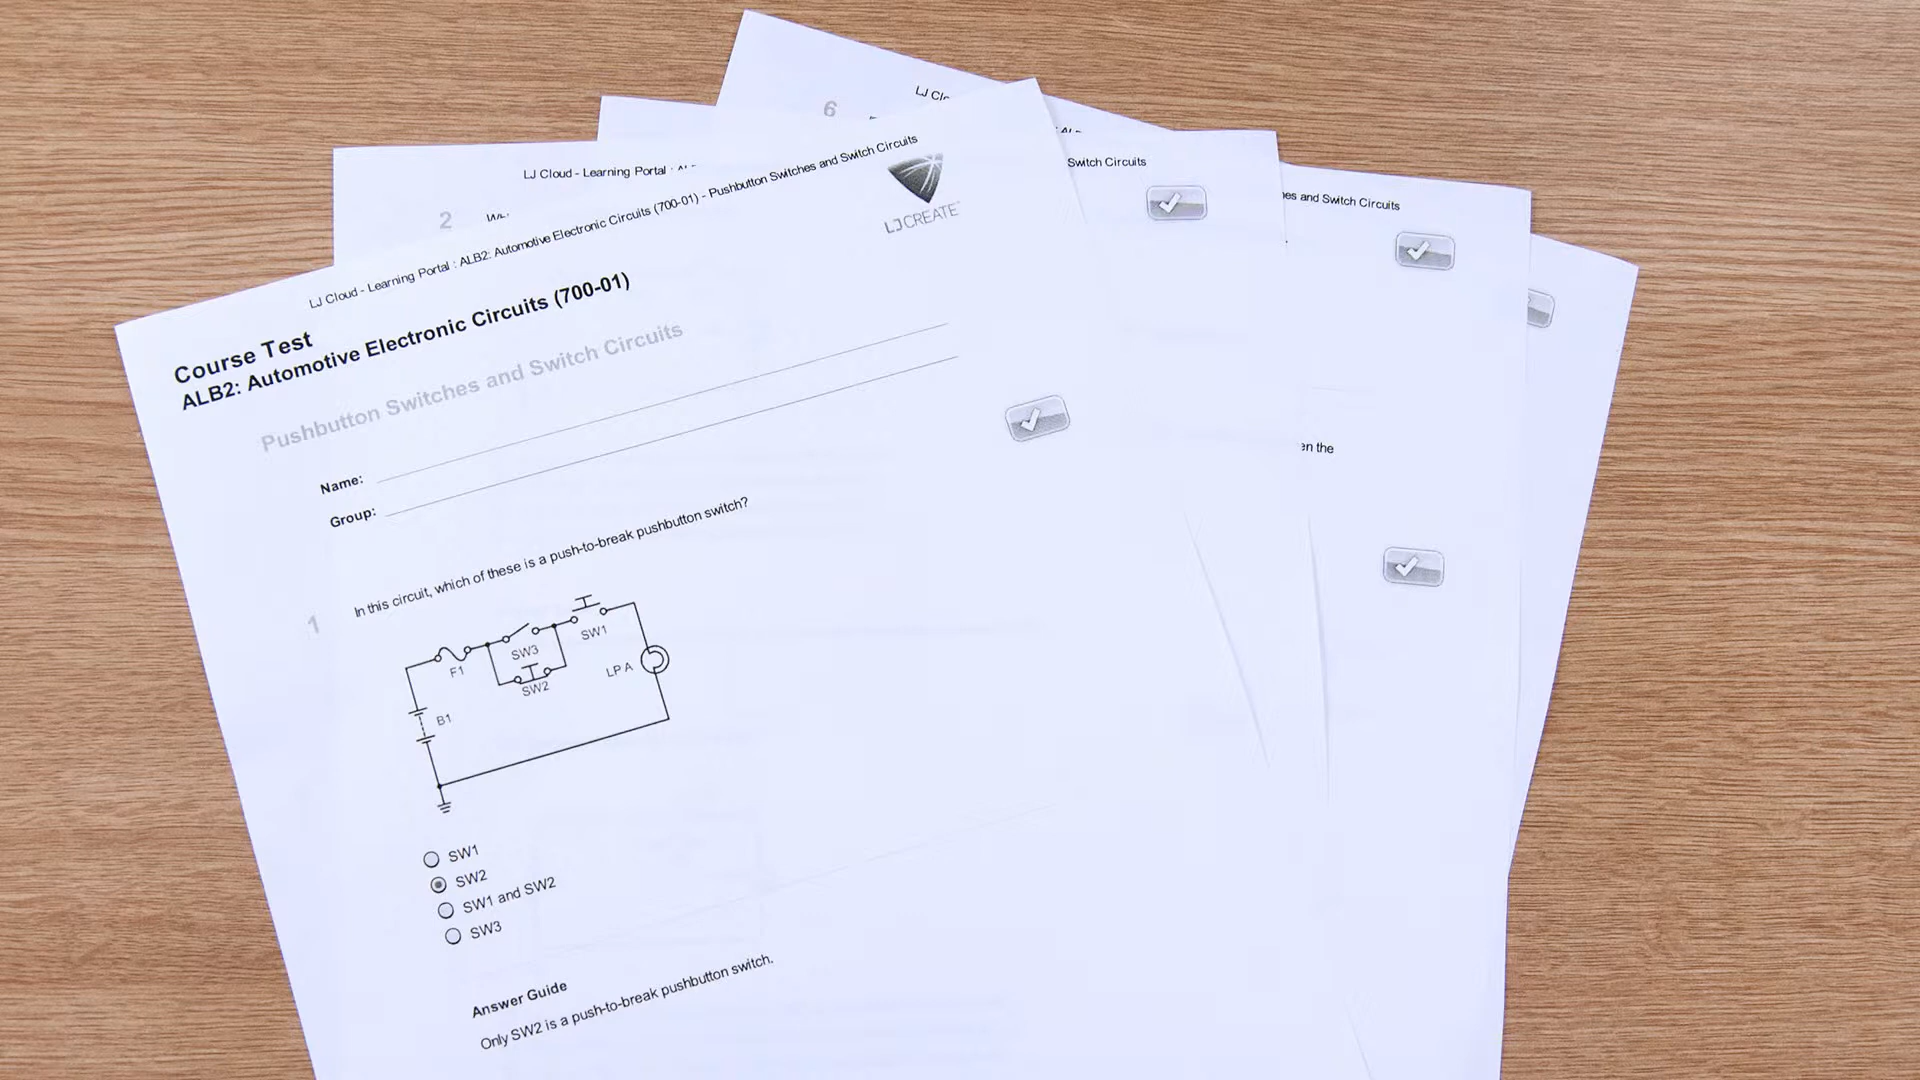 LJ Cloud - Learning Portal : ALB2: Automotive Electronic Circuits (700-01) - Pushbutton Switches and Switch Circuits
LJ CREATE
Course Test
ALB2: Automotive Electronic Circuits (700-01)
Pushbutton Switches and Switch Circuits
Name:
Group:
1
In this circuit, which of these is a push-to-break pushbutton switch?
SW1
SW3
F1
SW2
LP A
B1
SW1
SW2
SW1 and SW2
SW3
Answer Guide
Only SW2 is a push-to-break pushbutton switch.
LJ Cloud - Learning Portal :
2
6
LJ
Switch Circuits
and Switch Circuits
the